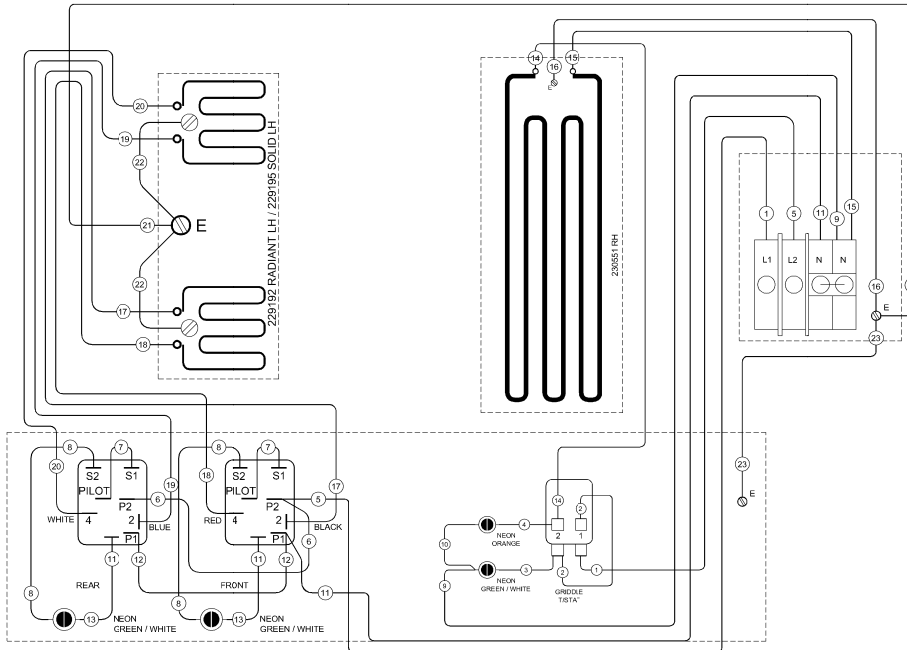 14
16
15
E
20
19
22
21
E
22
17
18
229192 RADIANT LH / 229195 SOLID LH
230551 RH
1
5
11
9
15
L1
L2
N
N
16
E
23
23
E
8
7
8
7
20
S2
S1
19
18
S2
S1
17
PILOT
6
PILOT
5
P2
P2
WHITE
4
2
BLUE
RED
4
2
BLACK
P1
P1
6
11
12
11
12
REAR
FRONT
8
8
11
13
NEON
GREEN / WHITE
13
NEON
GREEN / WHITE
14
2
4
NEON
ORANGE
2
1
10
3
2
1
9
NEON
GREEN / WHITE
GRIDDLE
T/STAT